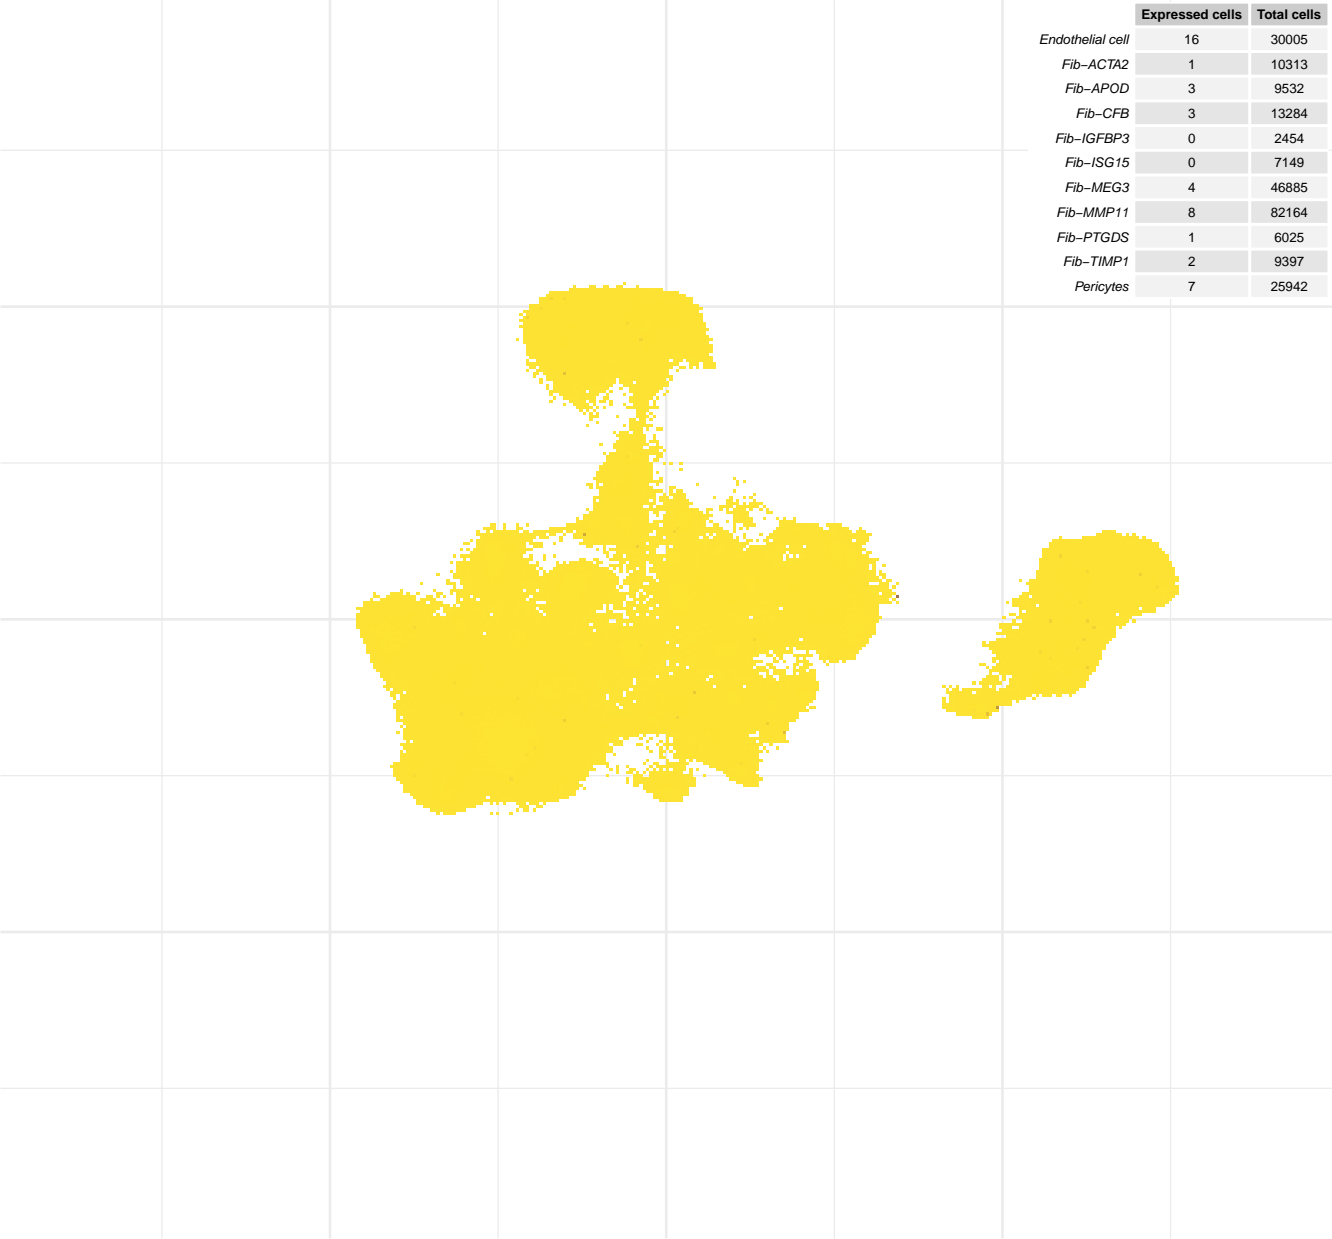 Expressed cells Total cells
Endothelial cell 16 30005
Fib−ACTA2 1 10313
Fib−APOD 3 9532
Fib−CFB 3 13284
Fib−IGFBP3 0 2454
Fib−ISG15 0 7149
Fib−MEG3 4 46885
Fib−MMP11 8 82164
Fib−PTGDS 1 6025
Fib−TIMP1 2 9397
Pericytes 7 25942